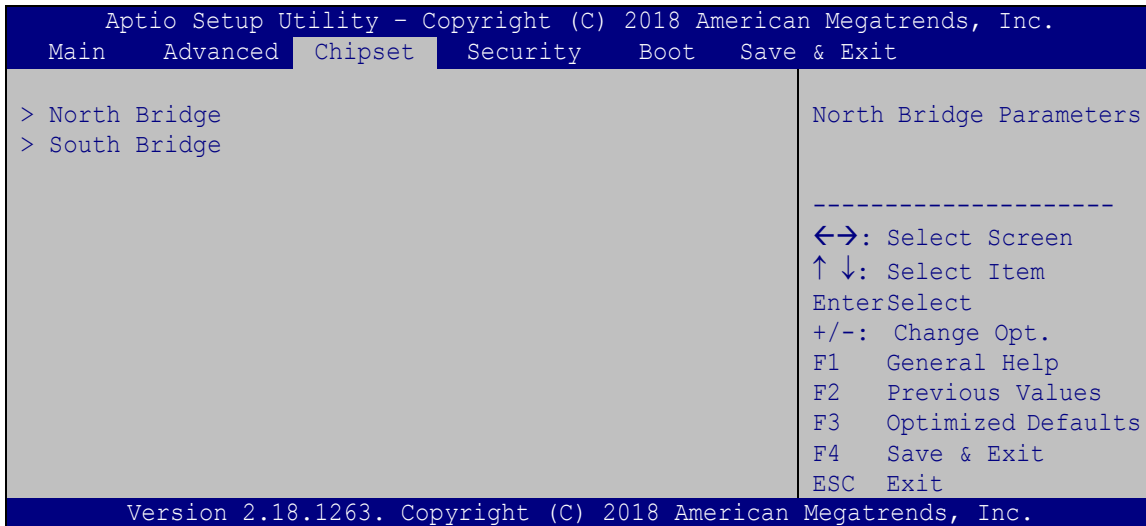 Aptio Setup Utility – Copyright (C) 2018 American Megatrends, Inc.
Main Advanced Chipset Security Boot Save & Exit
> North Bridge
> South Bridge
North Bridge Parameters
---------------------
←→: Select Screen
↑ ↓: Select Item
EnterSelect
+/-: Change Opt.
F1 General Help
F2 Previous Values
F3 Optimized Defaults
F4 Save & Exit
ESC Exit
Version 2.18.1263. Copyright (C) 2018 American Megatrends, Inc.